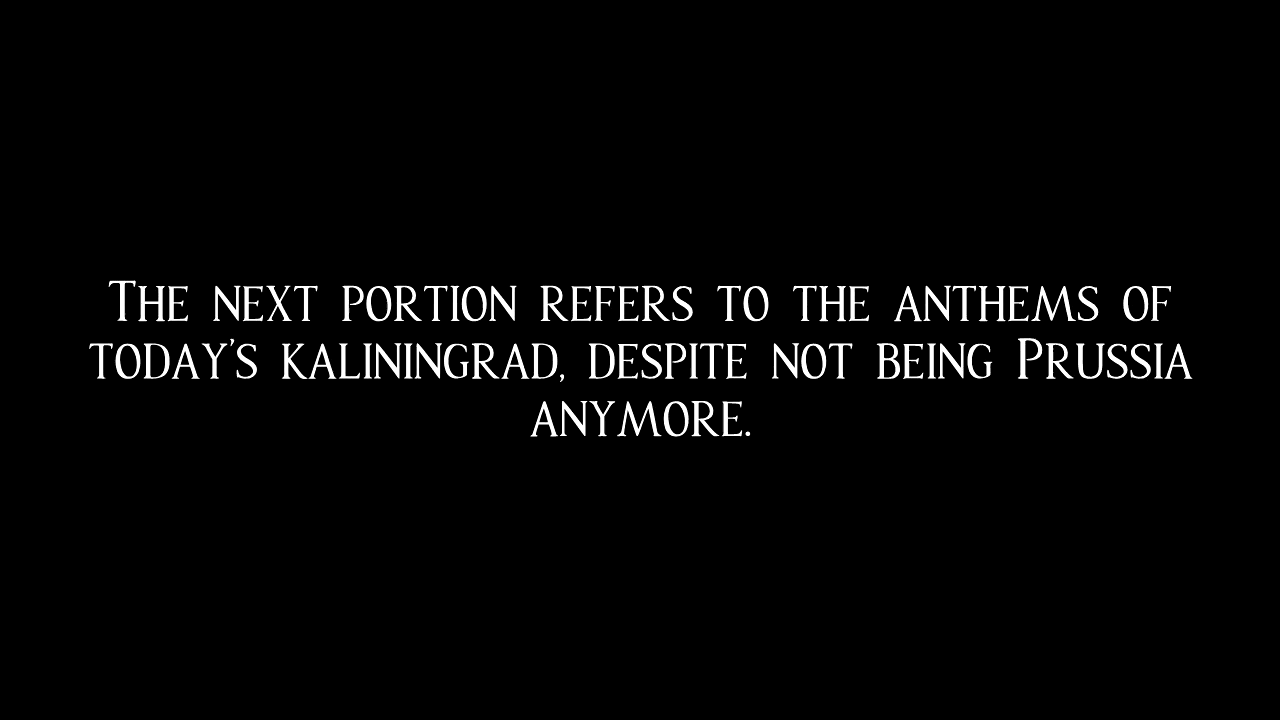 The next portion refers to the anthems of
today's kaliningrad, despite not being Prussia
anymore.